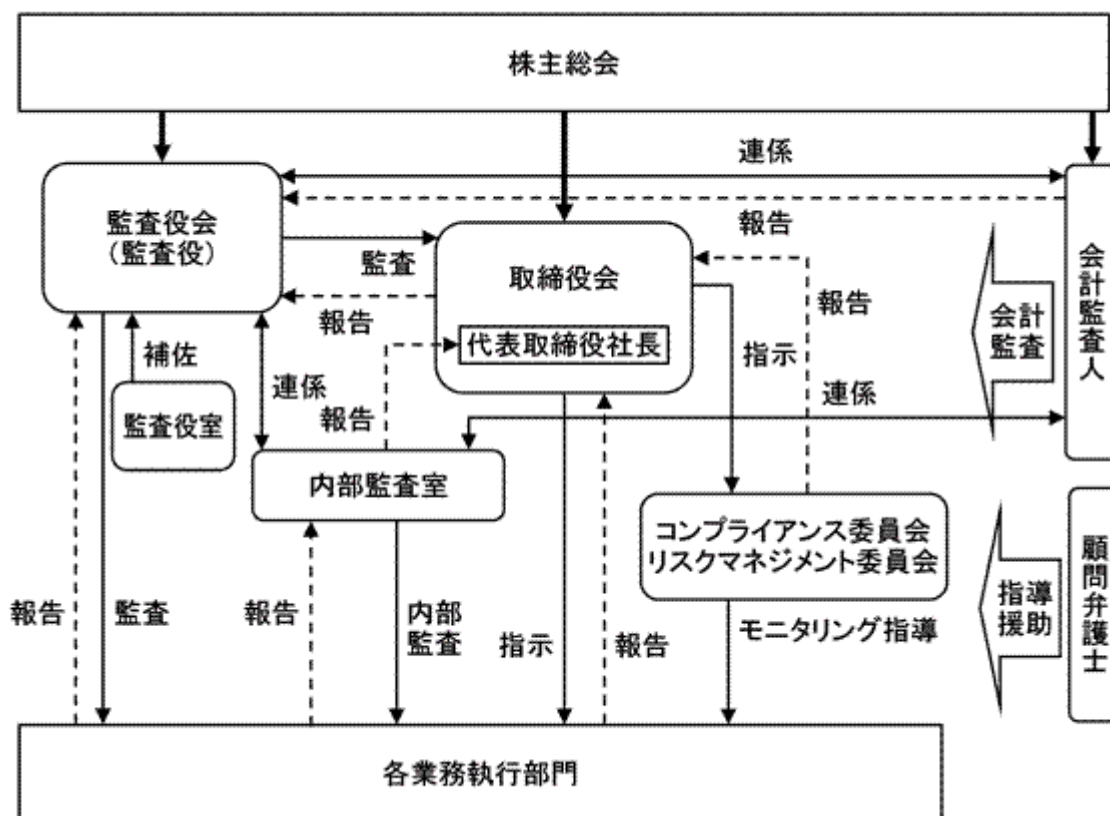 株主総会
連係
報告
監査役会
（監査役）
監査
報告
取締役会
代表取締役社長
報告
指示
会計
監査
会計監査人
補佐
監査役室
連係
報告
連係
内部監査室
コンプライアンス委員会
リスクマネジメント委員会
指導
援助
顧問弁護士
報告
監査
報告
内部
監査
指示
報告
モニタリング指導
各業務執行部門